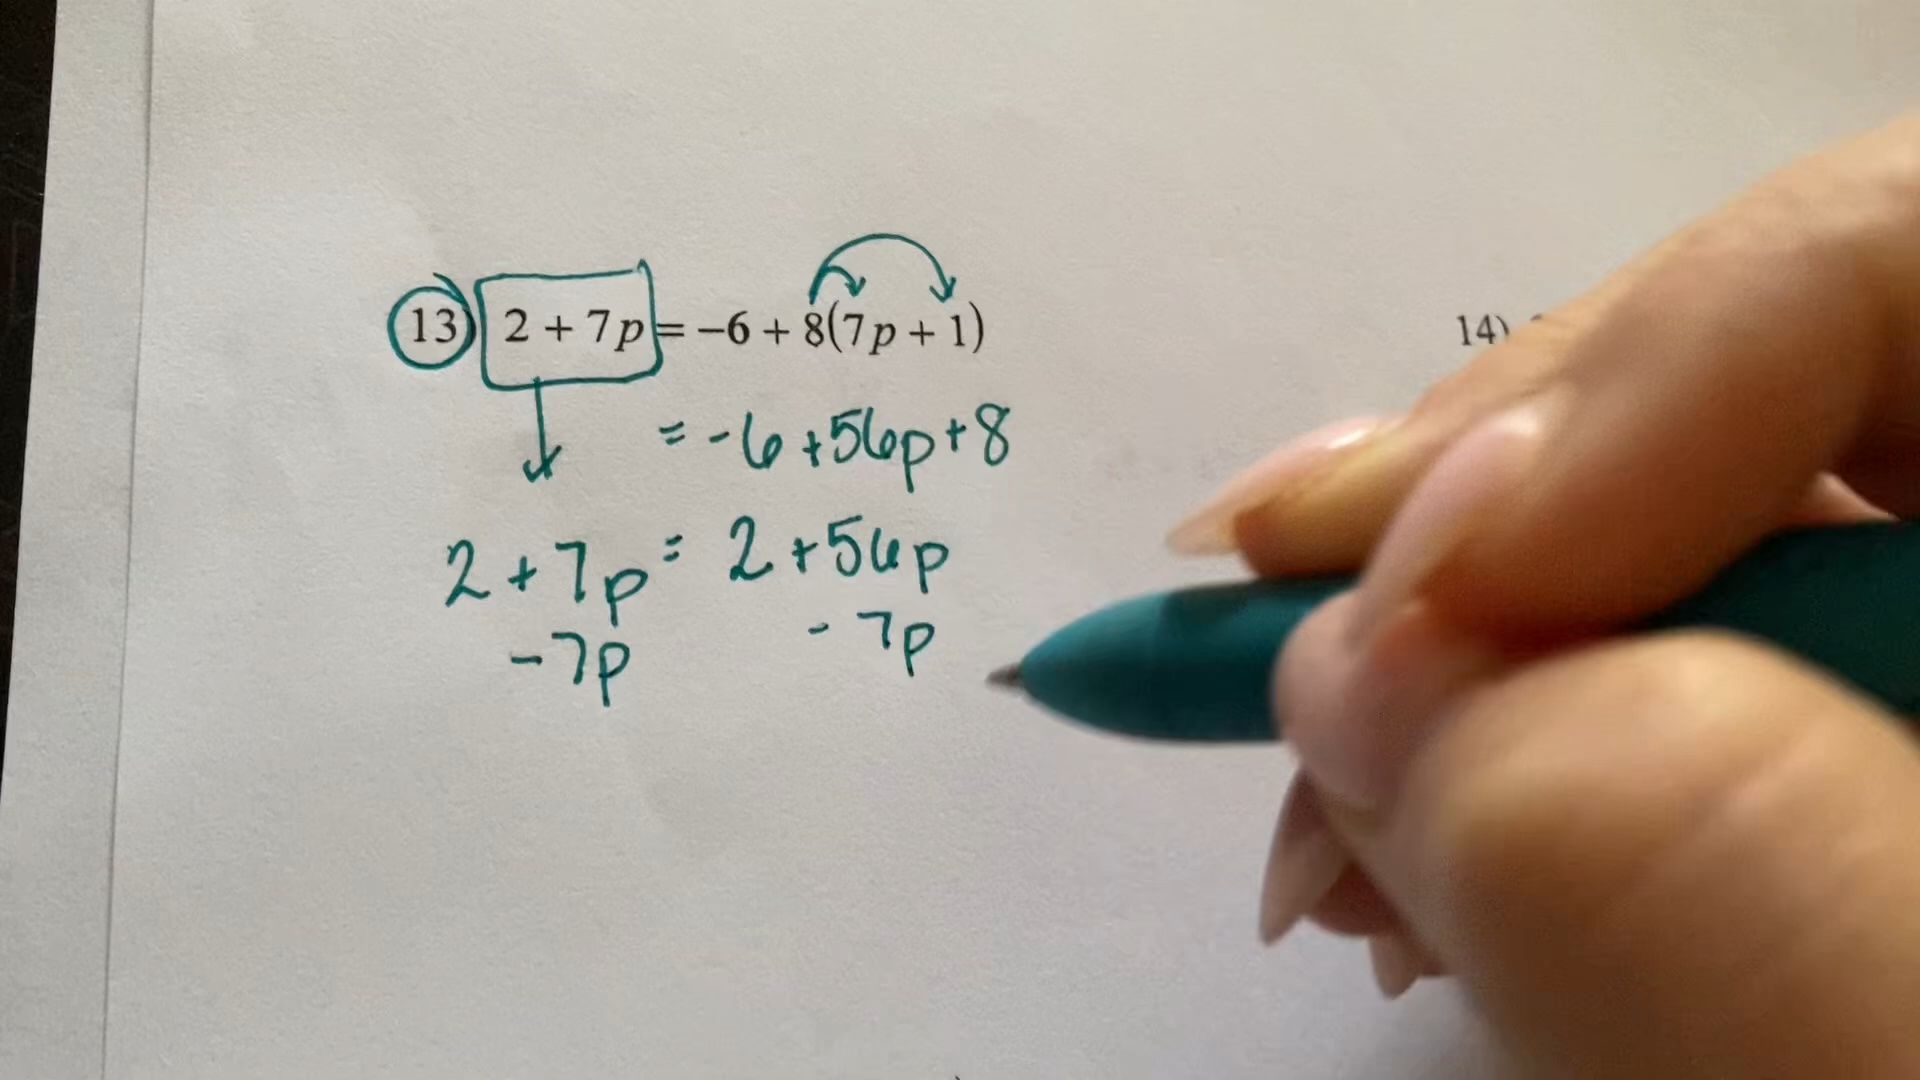 13) 2 + 7p = −6 + 8(7p + 1)
14)
= -6 + 56p + 8
2 + 7p = 2 + 56p
-7p - 7p